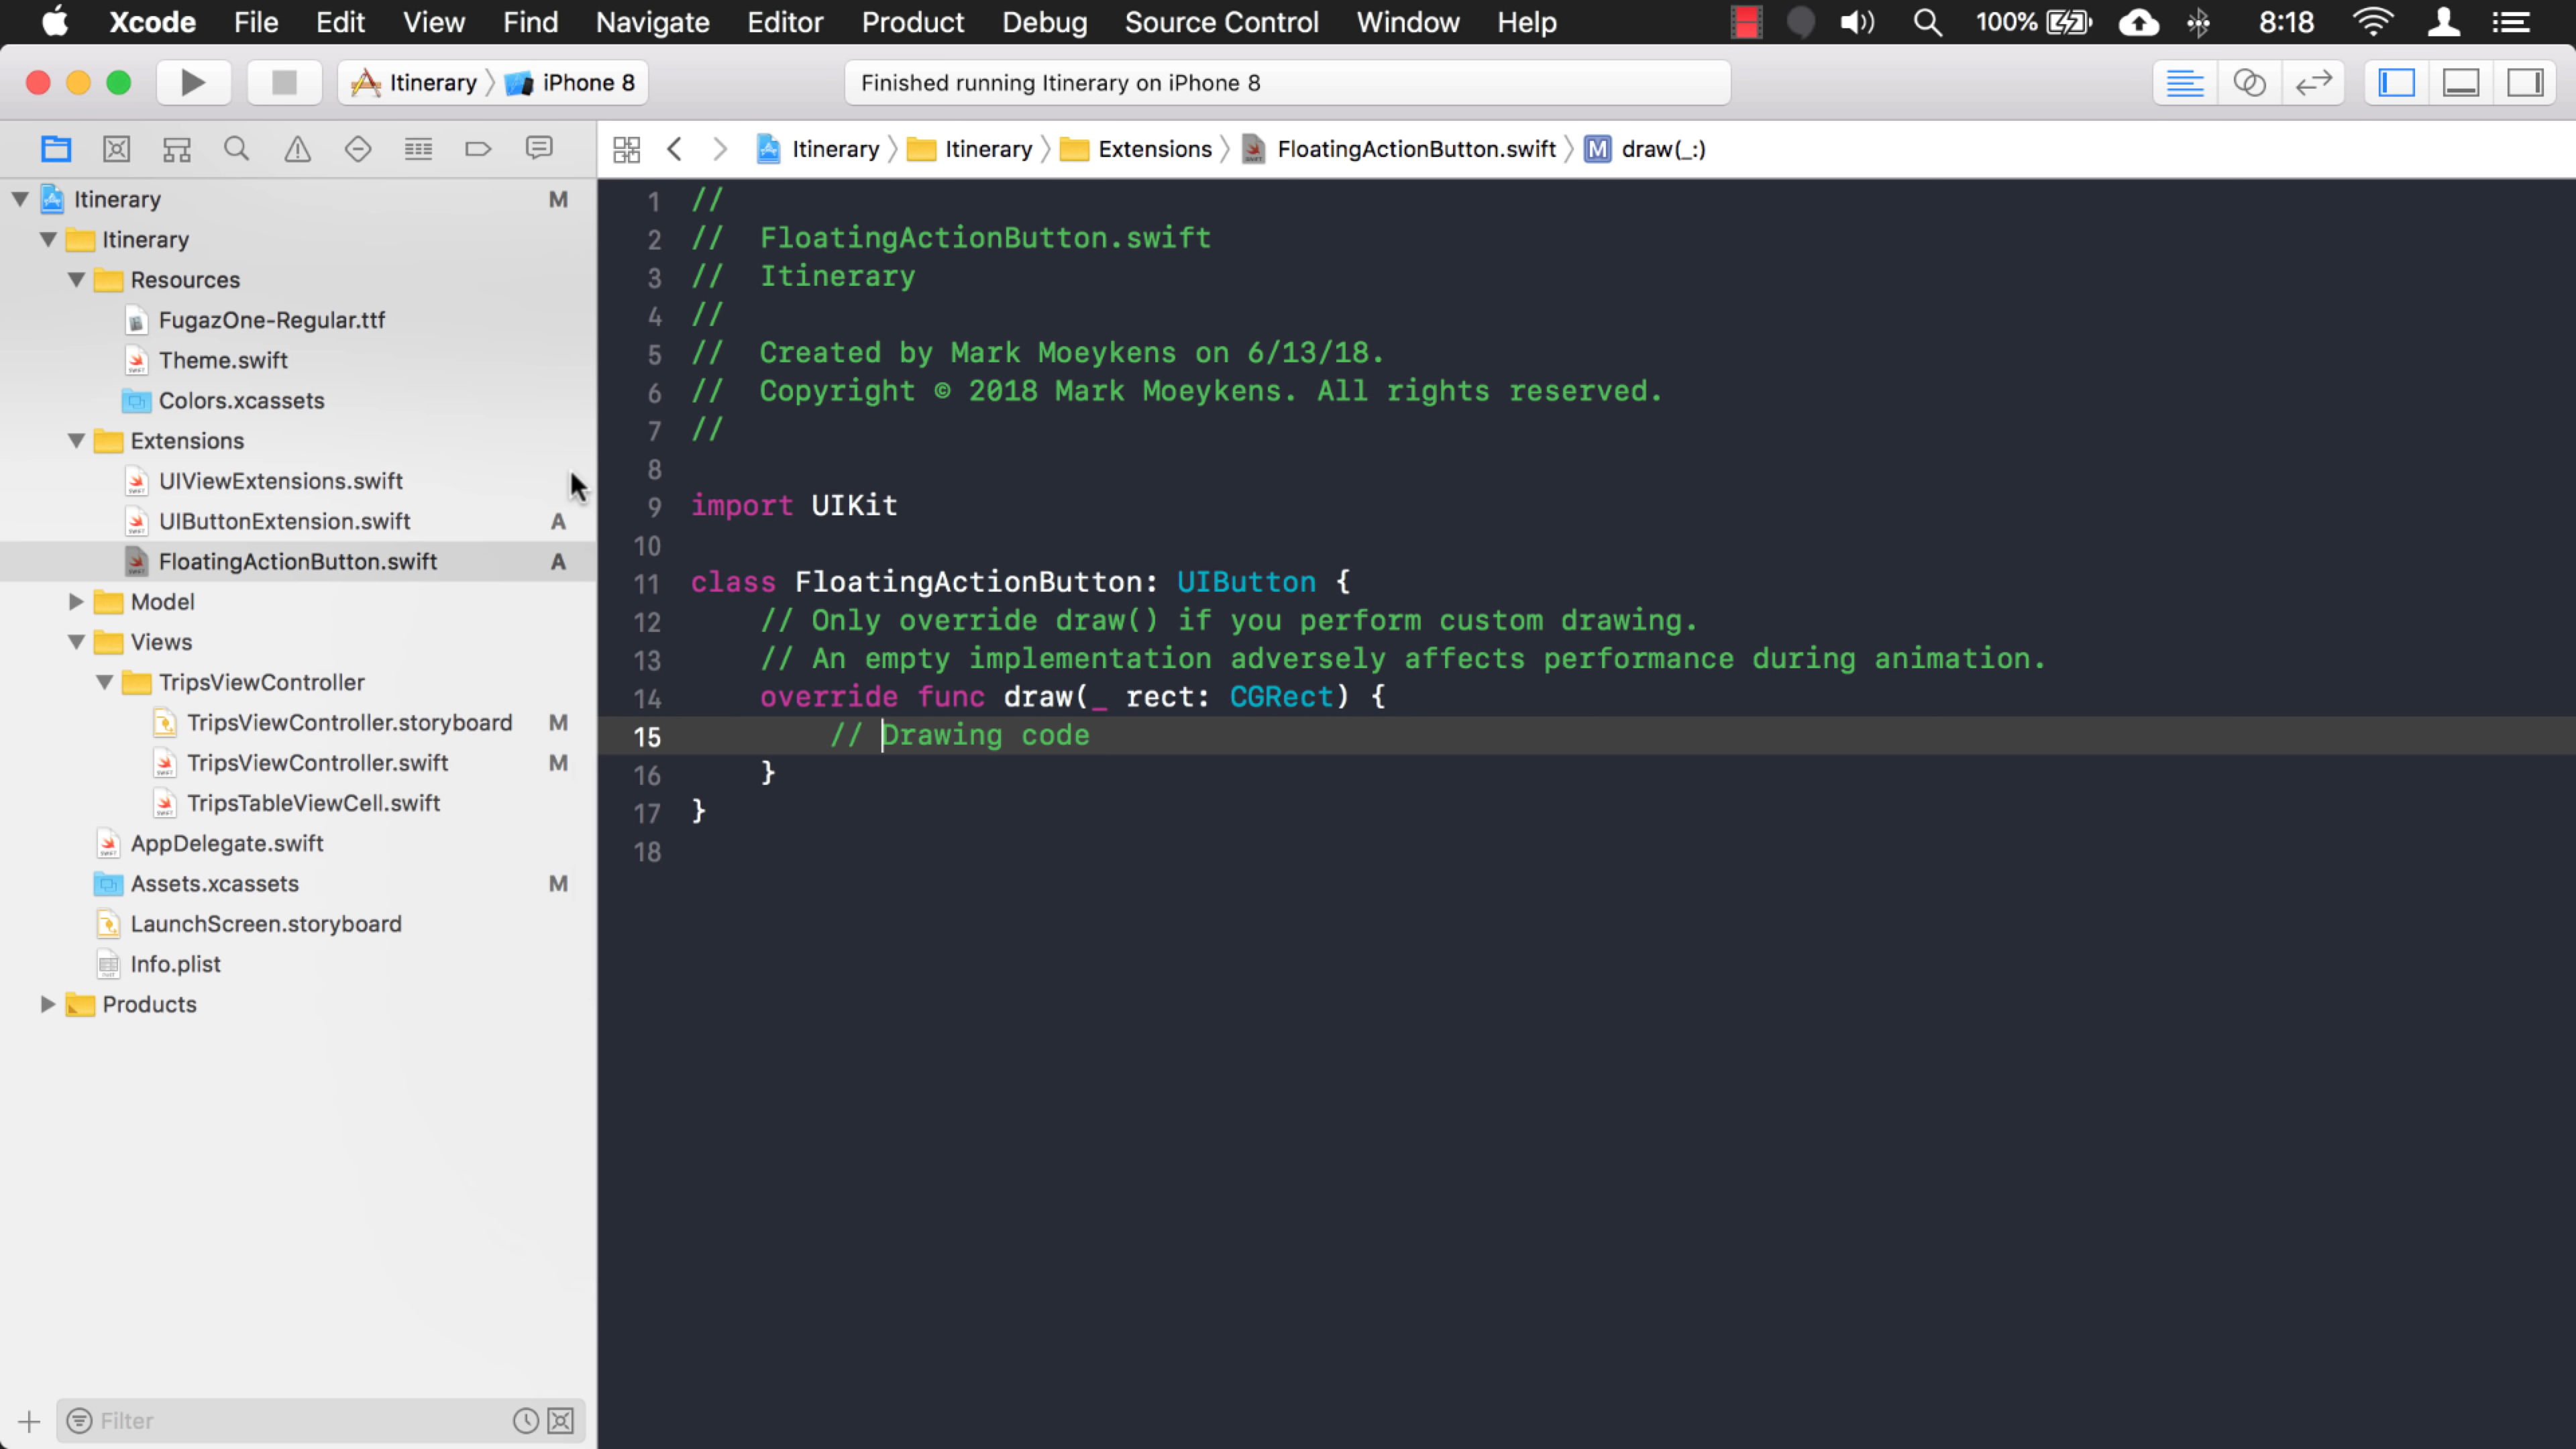 Xcode File Edit View Find Navigate Editor Product Debug Source Control Window Help 100% 8:18
Itinerary iPhone 8 Finished running Itinerary on iPhone 8
Itinerary Itinerary Extensions FloatingActionButton.swift M draw(_:)
Itinerary M
Itinerary
Resources
FugazOne-Regular.ttf
Theme.swift
Colors.xcassets
Extensions
UIViewExtensions.swift
UIButtonExtension.swift A
FloatingActionButton.swift A
Model
Views
TripsViewController
TripsViewController.storyboard M
TripsViewController.swift M
TripsTableViewCell.swift
AppDelegate.swift
Assets.xcassets M
LaunchScreen.storyboard
Info.plist
Products
Filter
1 //
2 //  FloatingActionButton.swift
3 //  Itinerary
4 //
5 //  Created by Mark Moeykens on 6/13/18.
6 //  Copyright © 2018 Mark Moeykens. All rights reserved.
7 //
8
9 import UIKit
10
11 class FloatingActionButton: UIButton {
12     // Only override draw() if you perform custom drawing.
13     // An empty implementation adversely affects performance during animation.
14     override func draw(_ rect: CGRect) {
15         // Drawing code
16     }
17 }
18